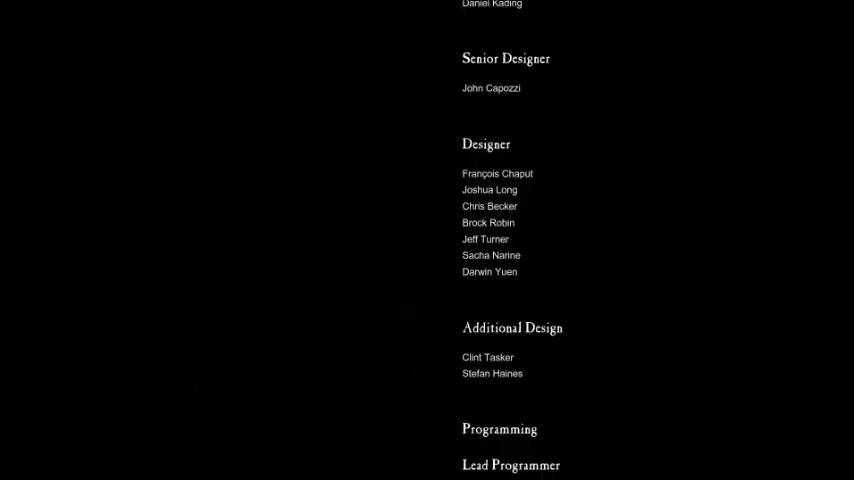 Daniel Kading
Senior Designer
John Capozzi
Designer
François Chaput
Joshua Long
Chris Becker
Brock Robin
Jeff Turner
Sacha Narine
Darwin Yuen
Additional Design
Clint Tasker
Stefan Haines
Programming
Lead Programmer